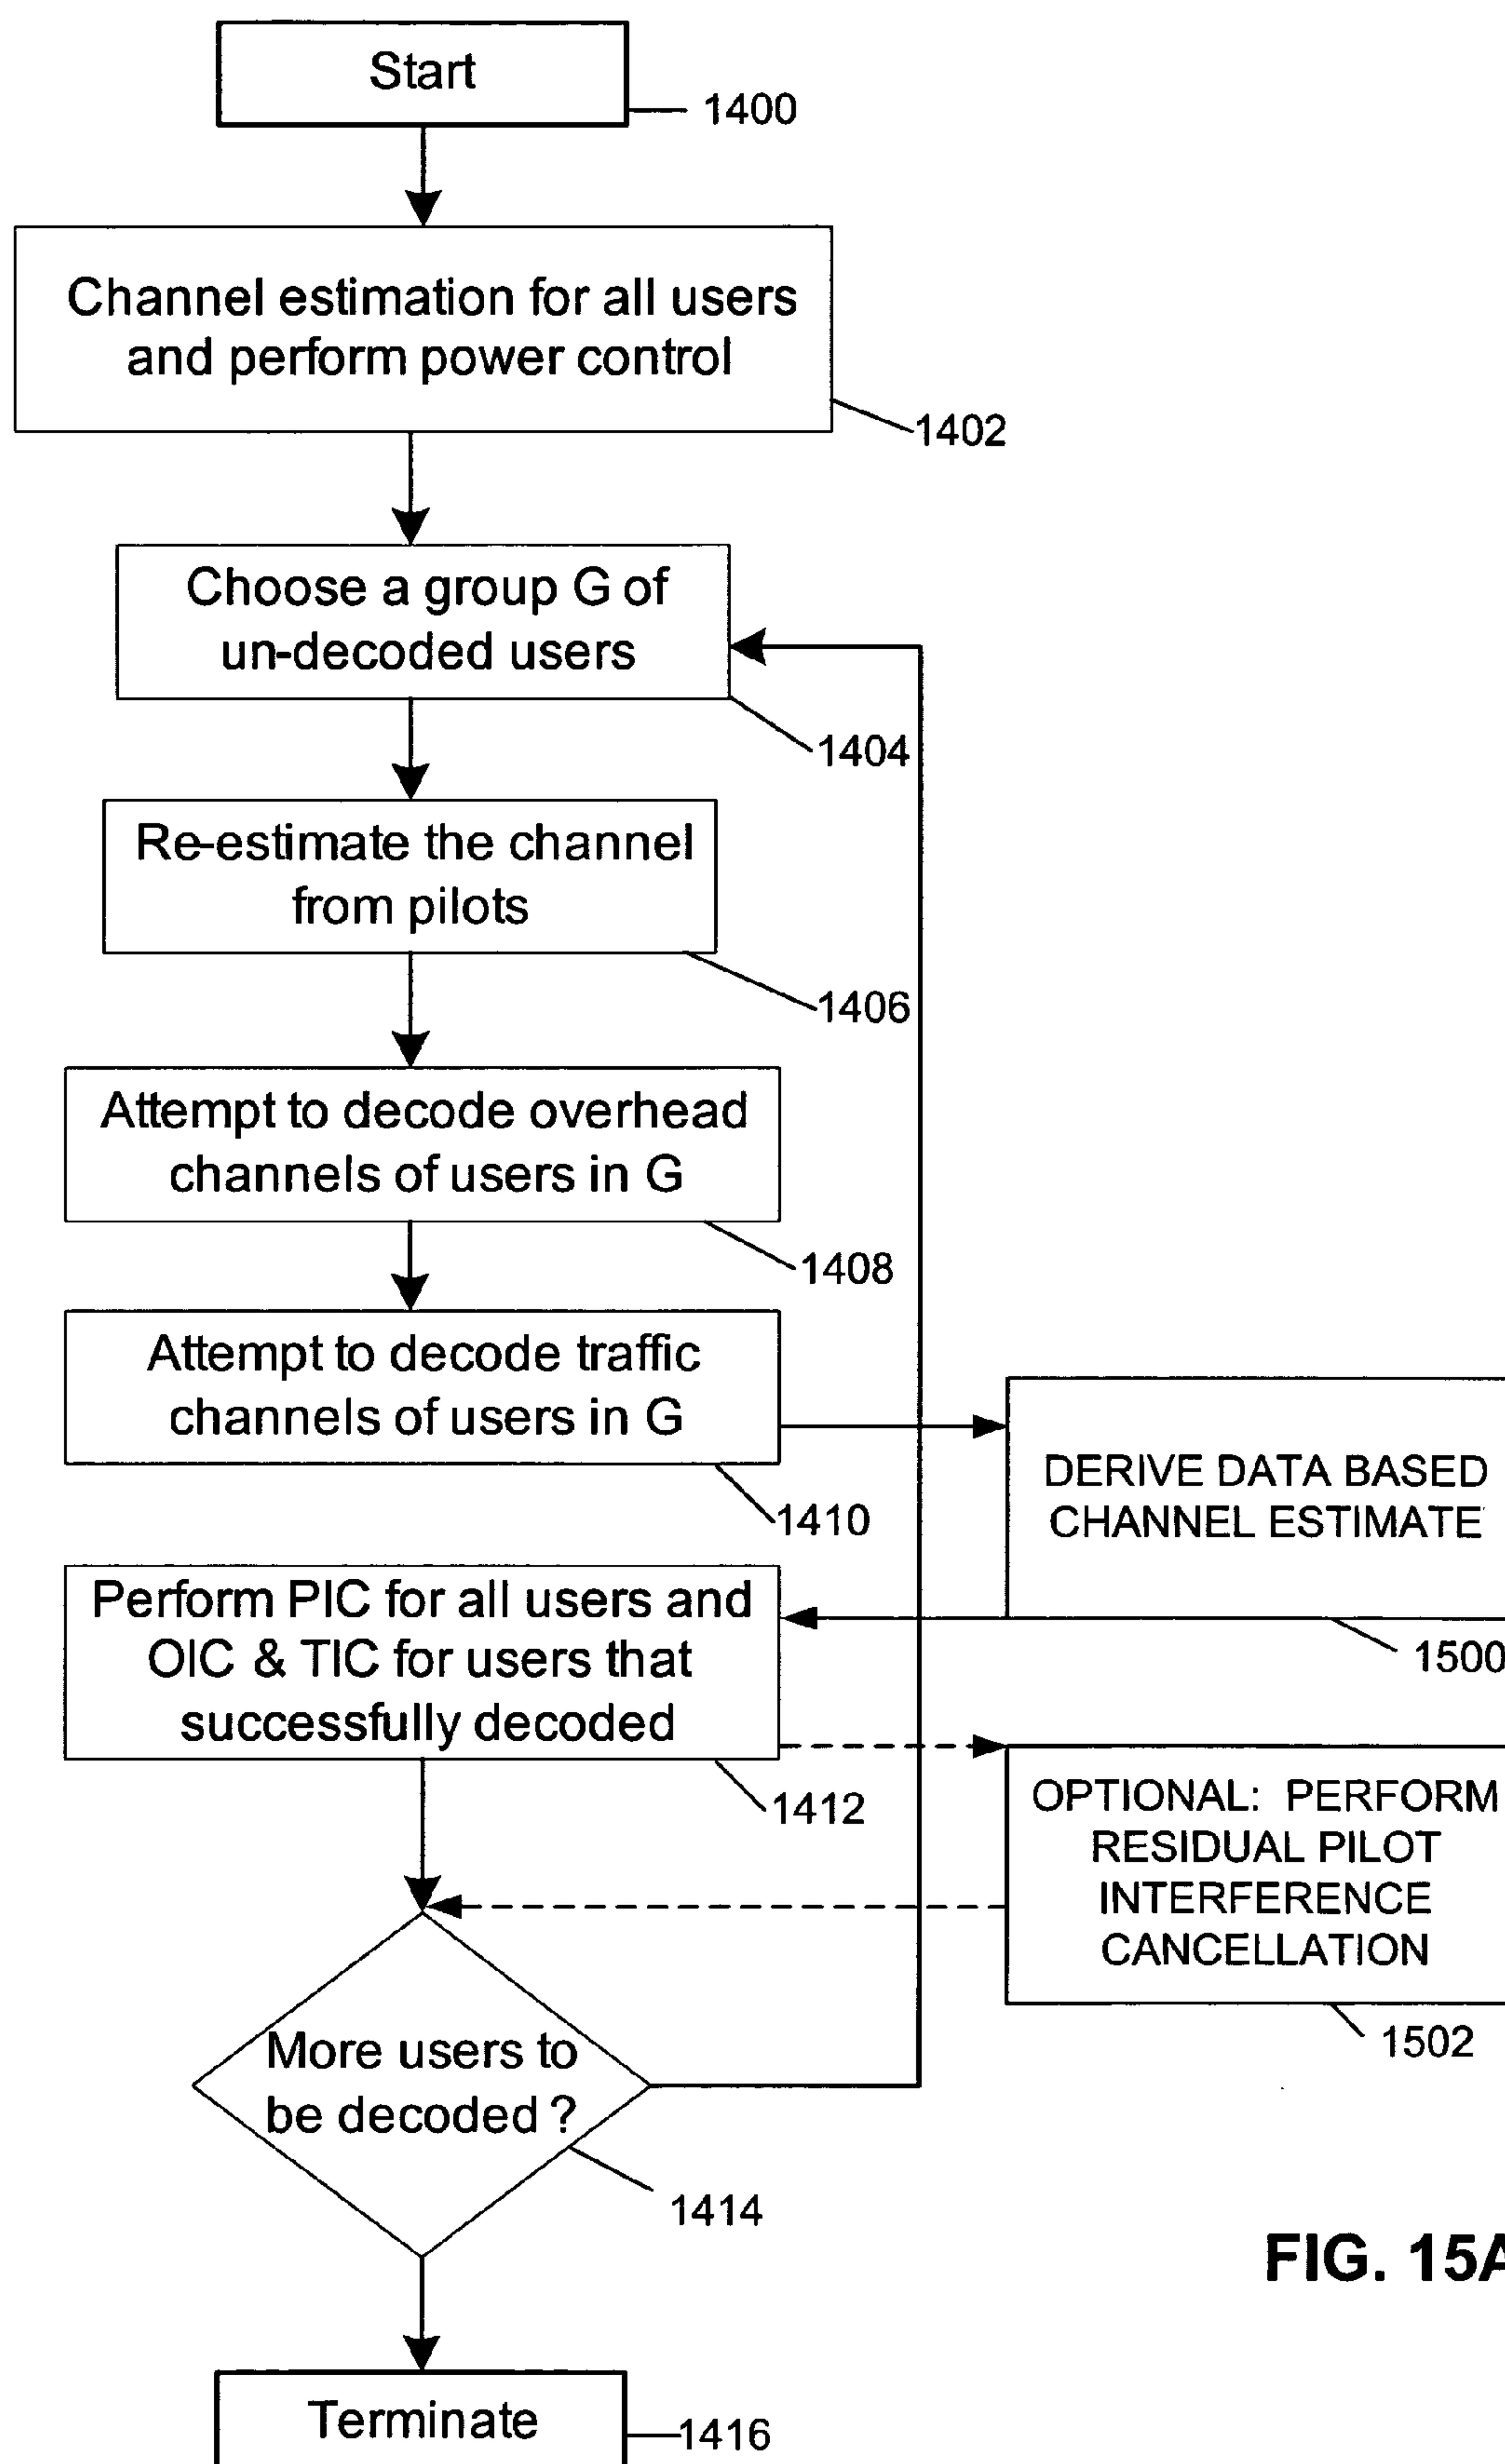 Start
1400
Channel estimation for all users
and perform power control
1402
Choose a group G of
un-decoded users
1404
Re-estimate the channel
from pilots
1406
Attempt to decode overhead
channels of users in G
1408
Attempt to decode traffic
channels of users in G
1410
DERIVE DATA BASED
CHANNEL ESTIMATE
1500
Perform PIC for all users and
OIC & TIC for users that
successfully decoded
1412
OPTIONAL: PERFORM
RESIDUAL PILOT
INTERFERENCE
CANCELLATION
1502
More users to
be decoded ?
1414
FIG. 15A
Terminate
1416